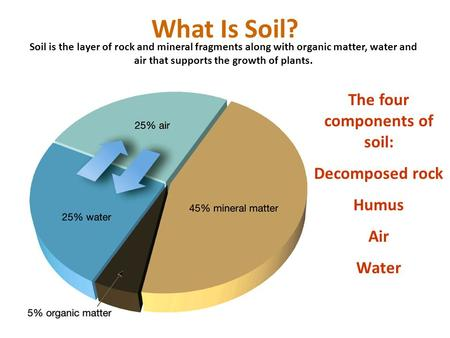 What Is Soil?
Soil is the layer of rock and mineral fragments along with organic matter, water and
air that supports the growth of plants.
The four
components of
soil:
Decomposed rock
Humus
Air
Water
25% air
25% water
45% mineral matter
5% organic matter